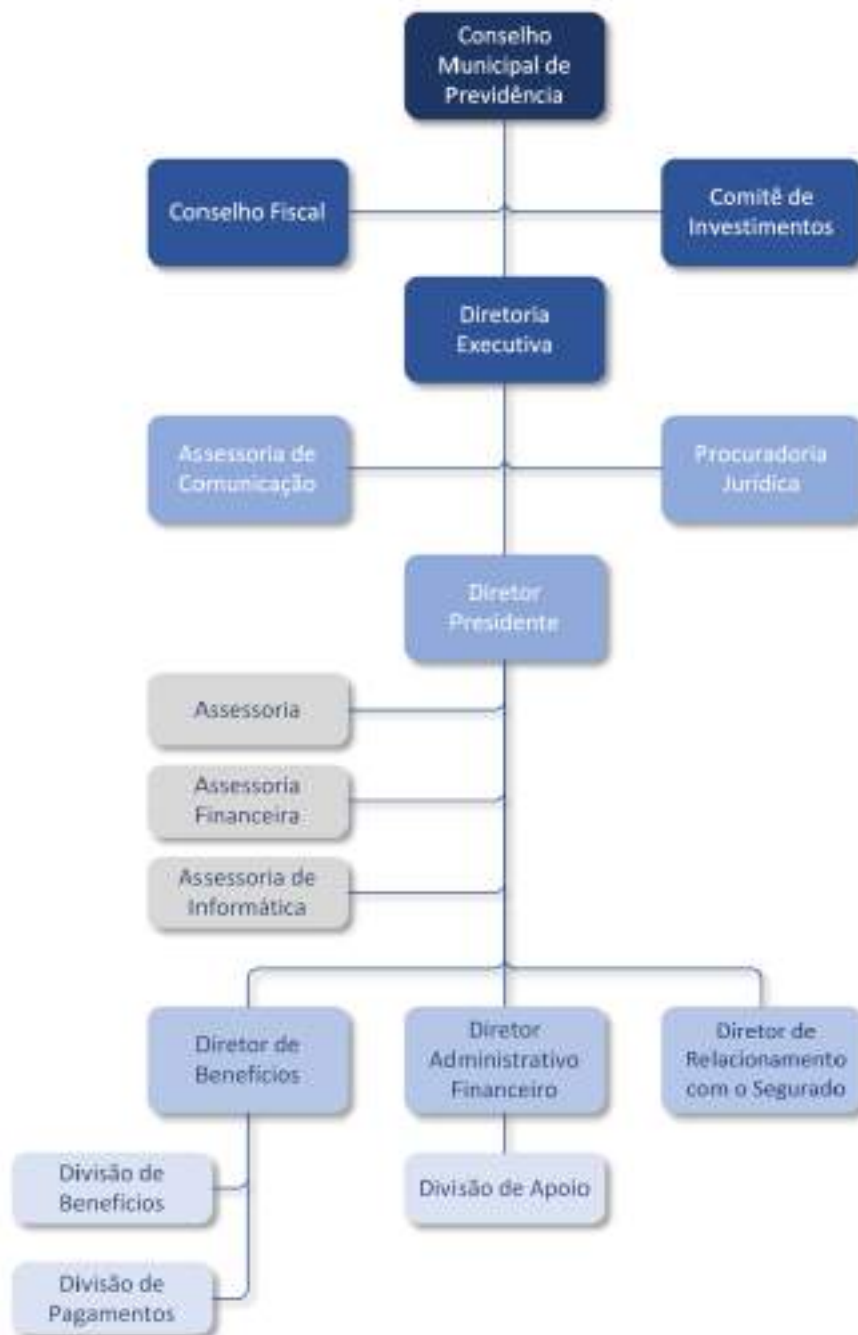 Conselho
Municipal de
Previdência
Conselho Fiscal
Comitê de
Investimentos
Diretoria
Executiva
Assessoria de
Comunicação
Procuradoria
Jurídica
Diretor
Presidente
Assessoria
Assessoria
Financeira
Assessoria de
Informática
Diretor de
Benefícios
Diretor
Administrativo
Financeiro
Diretor de
Relacionamento
com o Segurado
Divisão de
Benefícios
Divisão de Apoio
Divisão de
Pagamentos